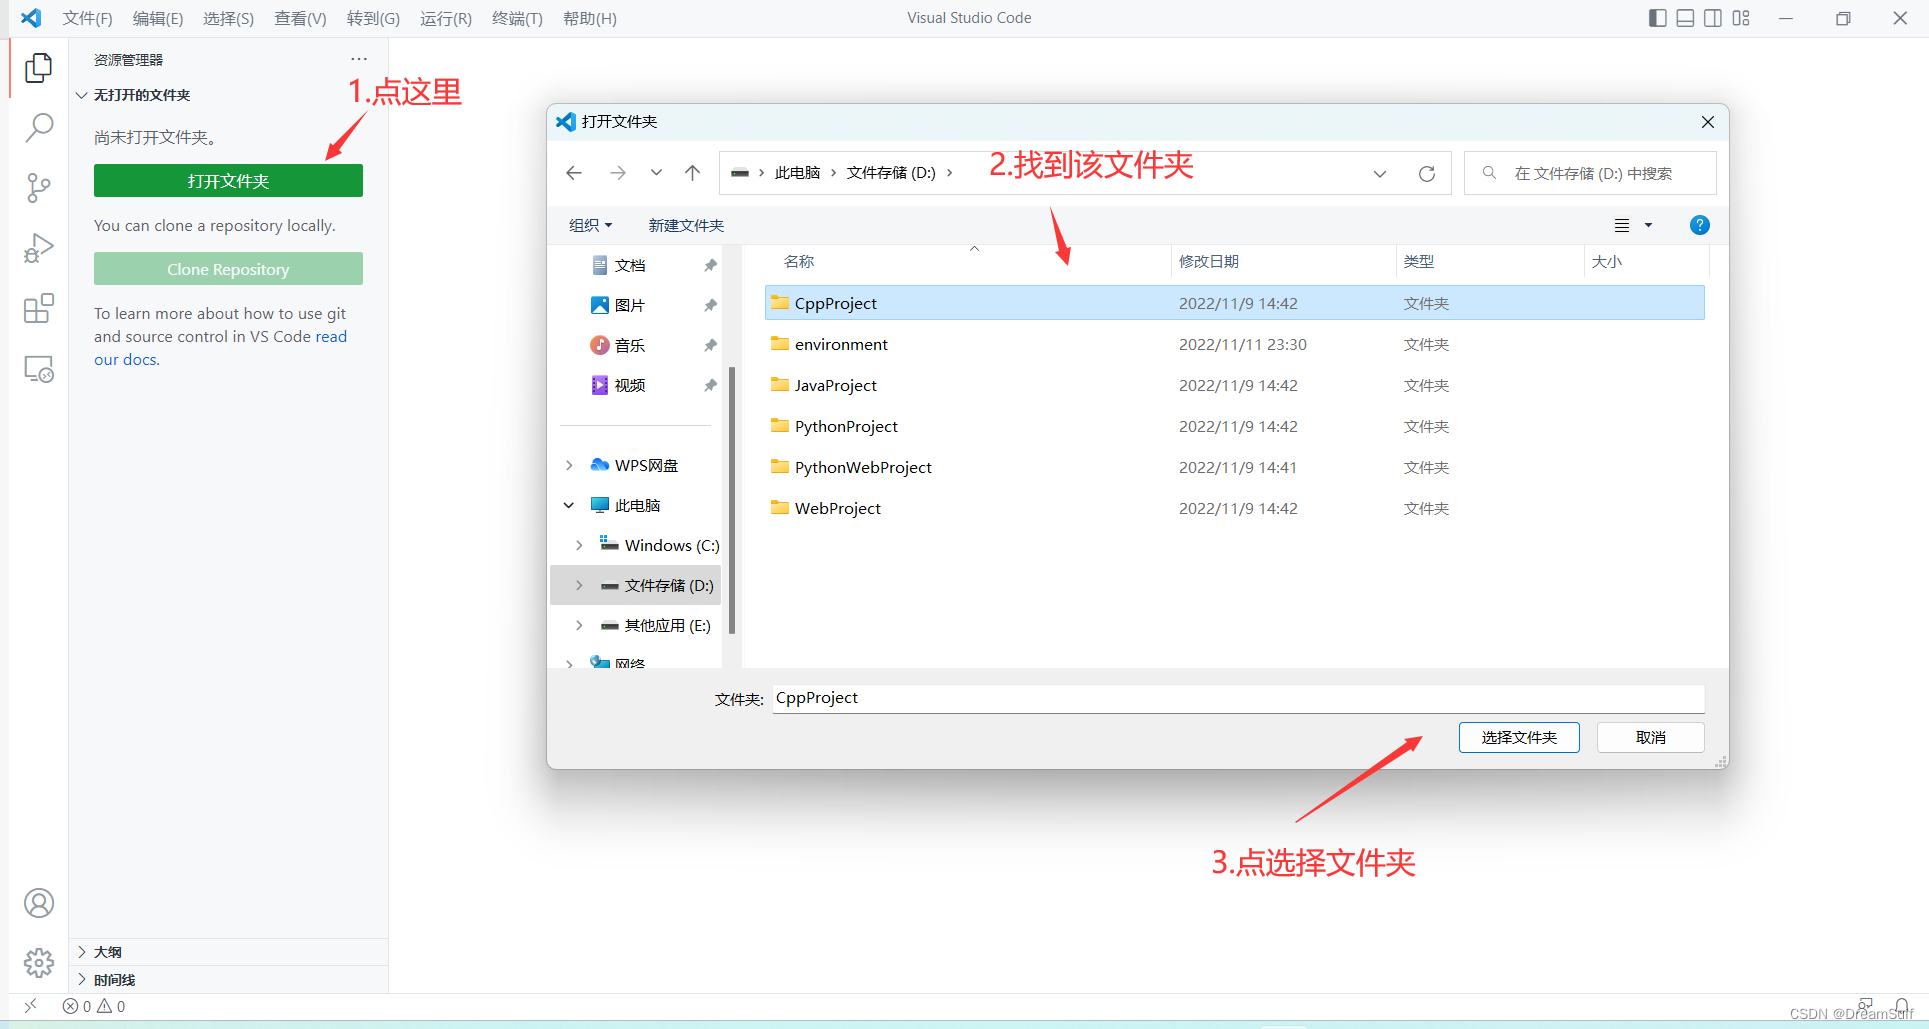 文件(F) 编辑(E) 选择(S) 查看(V) 转到(G) 运行(R) 终端(T) 帮助(H) Visual Studio Code
资源管理器
无打开的文件夹
1.点这里
尚未打开文件夹。
打开文件夹
You can clone a repository locally.
Clone Repository
To learn more about how to use git
and source control in VS Code read
our docs.
打开文件夹
此电脑 文件存储 (D:)
2.找到该文件夹
在 文件存储 (D:) 中搜索
组织 新建文件夹
文档
图片
音乐
视频
WPS网盘
此电脑
Windows (C:)
文件存储 (D:)
其他应用 (E:)
网络
名称 修改日期 类型 大小
CppProject 2022/11/9 14:42 文件夹
environment 2022/11/11 23:30 文件夹
JavaProject 2022/11/9 14:42 文件夹
PythonProject 2022/11/9 14:42 文件夹
PythonWebProject 2022/11/9 14:41 文件夹
WebProject 2022/11/9 14:42 文件夹
文件夹: CppProject
选择文件夹 取消
3.点选择文件夹
大纲
时间线
0 0
CSDN @DreamSuff